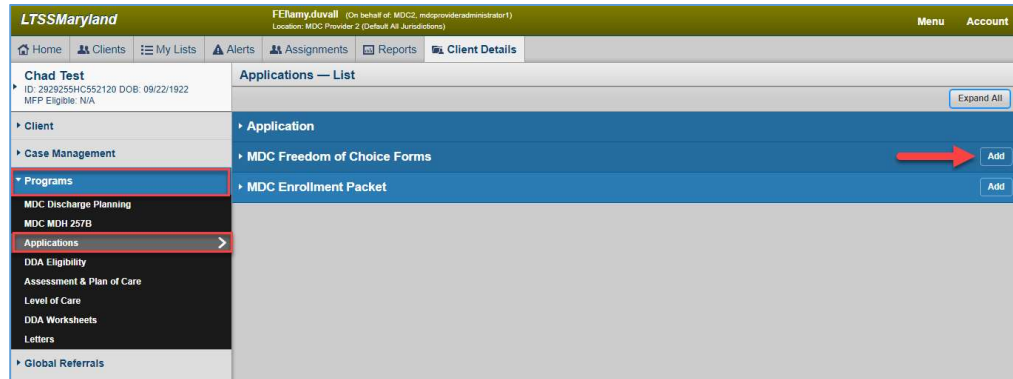 LTSSMaryland
FEI\amy.duvall (On behalf of: MDC2, mdcprovideradministrator1)
Location: MDC Provider 2 (Default All Jurisdictions)
Menu Account
Home Clients My Lists Alerts Assignments Reports Client Details
Chad Test
ID: 2929255HC552120 DOB: 09/22/1922
MFP Eligible: N/A
Applications — List
Expand All
Client
Case Management
Programs
MDC Discharge Planning
MDC MDH 257B
Applications
DDA Eligibility
Assessment & Plan of Care
Level of Care
DDA Worksheets
Letters
Global Referrals
Application
MDC Freedom of Choice Forms Add
MDC Enrollment Packet Add